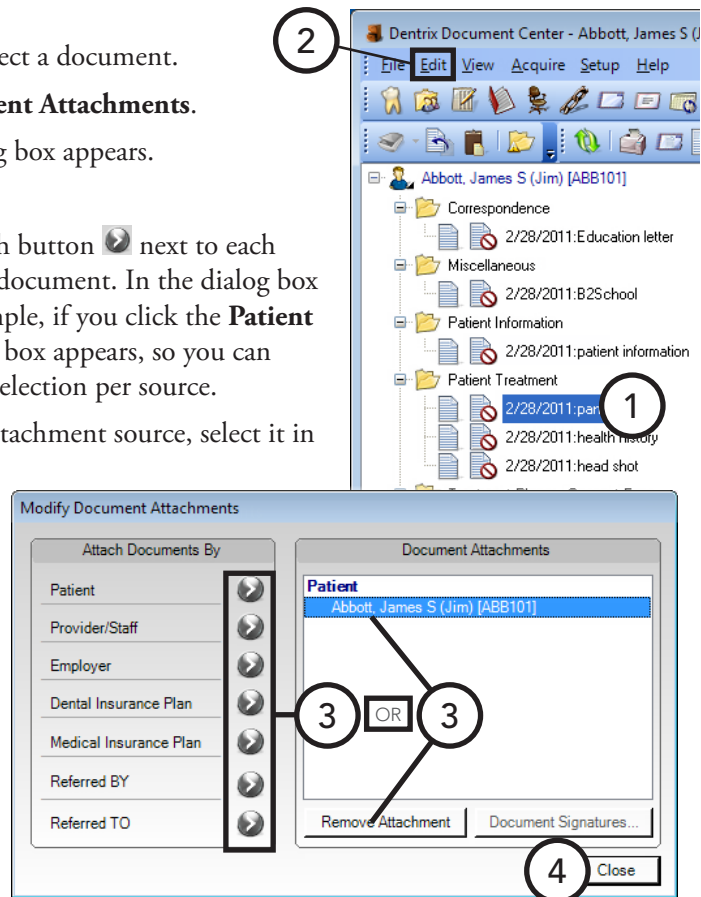 ect a document.
ent Attachments.
g box appears.
h button next to each
document. In the dialog box
ple, if you click the Patient
box appears, so you can
election per source.
ttachment source, select it in
2
Dentrix Document Center - Abbott, James S (J
File Edit View Acquire Setup Help
Abbott, James S (Jim) [ABB101]
Correspondence
2/28/2011:Education letter
Miscellaneous
2/28/2011:B2School
Patient Information
2/28/2011:patient information
Patient Treatment
2/28/2011:pan
1
2/28/2011:health history
2/28/2011:head shot
Modify Document Attachments
Attach Documents By
Patient
Provider/Staff
Employer
Dental Insurance Plan
Medical Insurance Plan
Referred BY
Referred TO
3 OR 3
Document Attachments
Patient
Abbott, James S (Jim) [ABB101]
Remove Attachment Document Signatures...
4 Close